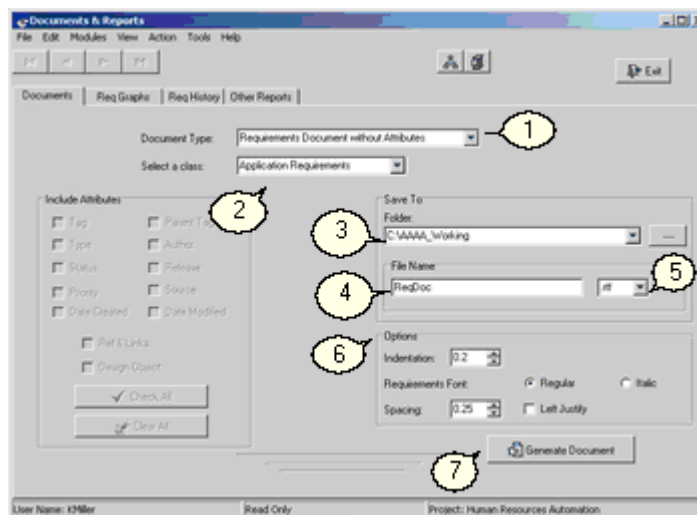 Documents & Reports
File Edit Modules View Action Tools Help
Exit
Documents Req Graphs Req History Other Reports
Document Type: Requirements Document without Attributes 1
Select a class: Application Requirements
2
Include Attributes
Tag Parent Tag
Type Author
Status Release
Priority Source
Date Created Date Modified
Ref & Links
Design Object
Check All
Clear All
Save To
Folder:
3 C:\AAAA_Working ...
File Name
4 ReqDoc .rtf 5
6 Options
Indentation: 0.2
Requirements Font: Regular Italic
Spacing: 0.25 Left Justify
7 Generate Document
User Name: KMiller Read Only Project: Human Resources Automation